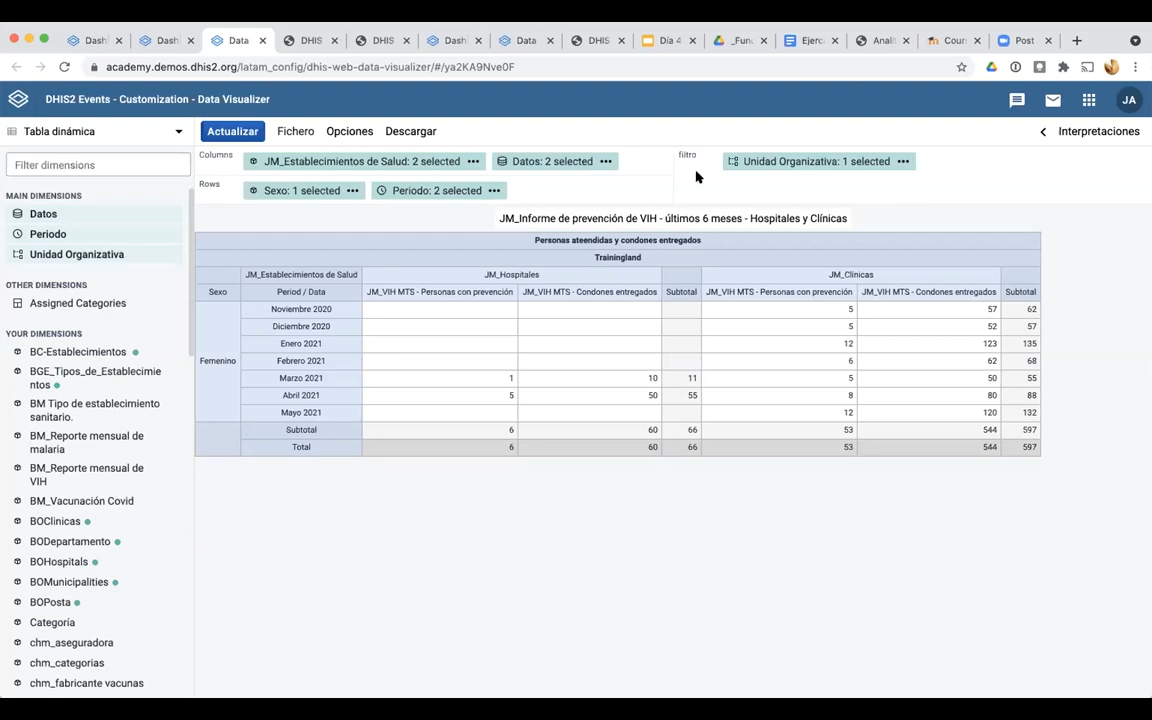 Dash
Dash
Data
DHIS
DHIS
Dash
Data
DHIS
Día 4
_Fun
Ejerc
Anali
Cour
Post
academy.demos.dhis2.org/latam_config/dhis-web-data-visualizer/#/ya2KA9Nve0F
DHIS2 Events - Customization - Data Visualizer
JA
Tabla dinámica
Actualizar Fichero Opciones Descargar
Interpretaciones
Filter dimensions
Columns
JM_Establecimientos de Salud: 2 selected
Datos: 2 selected
filtro
Unidad Organizativa: 1 selected
Rows
Sexo: 1 selected
Periodo: 2 selected
MAIN DIMENSIONS
Datos
Periodo
Unidad Organizativa
OTHER DIMENSIONS
Assigned Categories
YOUR DIMENSIONS
BC-Establecimientos
BGE_Tipos_de_Establecimie
ntos
BM Tipo de establecimiento
sanitario.
BM_Reporte mensual de
malaria
BM_Reporte mensual de
VIH
BM_Vacunación Covid
BOClinicas
BODepartamento
BOHospitals
BOMunicipalities
BOPosta
Categoría
chm_aseguradora
chm_categorias
chm_fabricante vacunas
JM_Informe de prevención de VIH - últimos 6 meses - Hospitales y Clínicas
Personas ateendidas y condones entregados
Trainingland
JM_Establecimientos de Salud JM_Hospitales JM_Clínicas
Sexo Period / Data JM_VIH MTS - Personas con prevención JM_VIH MTS - Condones entregados Subtotal JM_VIH MTS - Personas con prevención JM_VIH MTS - Condones entregados Subtotal
Femenino
Noviembre 2020 5 57 62
Diciembre 2020 5 52 57
Enero 2021 12 123 135
Febrero 2021 6 62 68
Marzo 2021 1 10 11 5 50 55
Abril 2021 5 50 55 8 80 88
Mayo 2021 12 120 132
Subtotal 6 60 66 53 544 597
Total 6 60 66 53 544 597